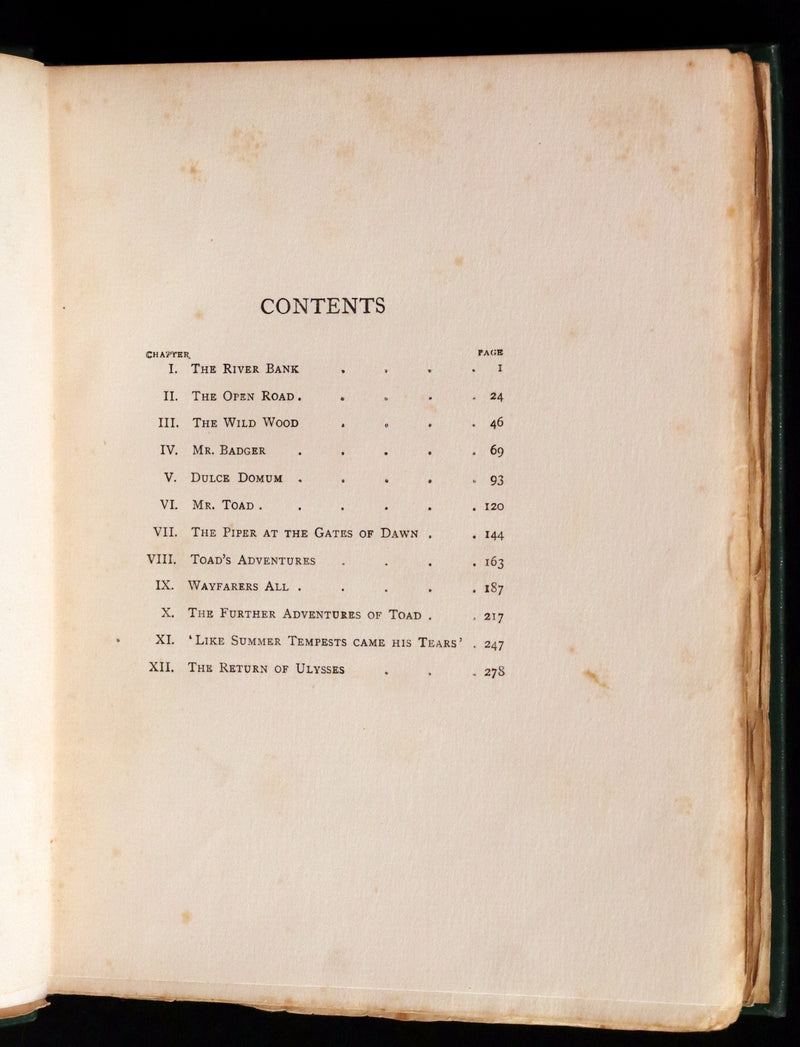 CONTENTS
CHAPTER PAGE
I. THE RIVER BANK . . . . 1
II. THE OPEN ROAD . . . . . 24
III. THE WILD WOOD . . . . 46
IV. MR. BADGER . . . . . 69
V. DULCE DOMUM . . . . . 93
VI. MR. TOAD . . . . . . 120
VII. THE PIPER AT THE GATES OF DAWN . . 144
VIII. TOAD'S ADVENTURES . . . . 163
IX. WAYFARERS ALL . . . . . 187
X. THE FURTHER ADVENTURES OF TOAD . . 217
XI. 'LIKE SUMMER TEMPESTS CAME HIS TEARS' . 247
XII. THE RETURN OF ULYSSES . . . 278